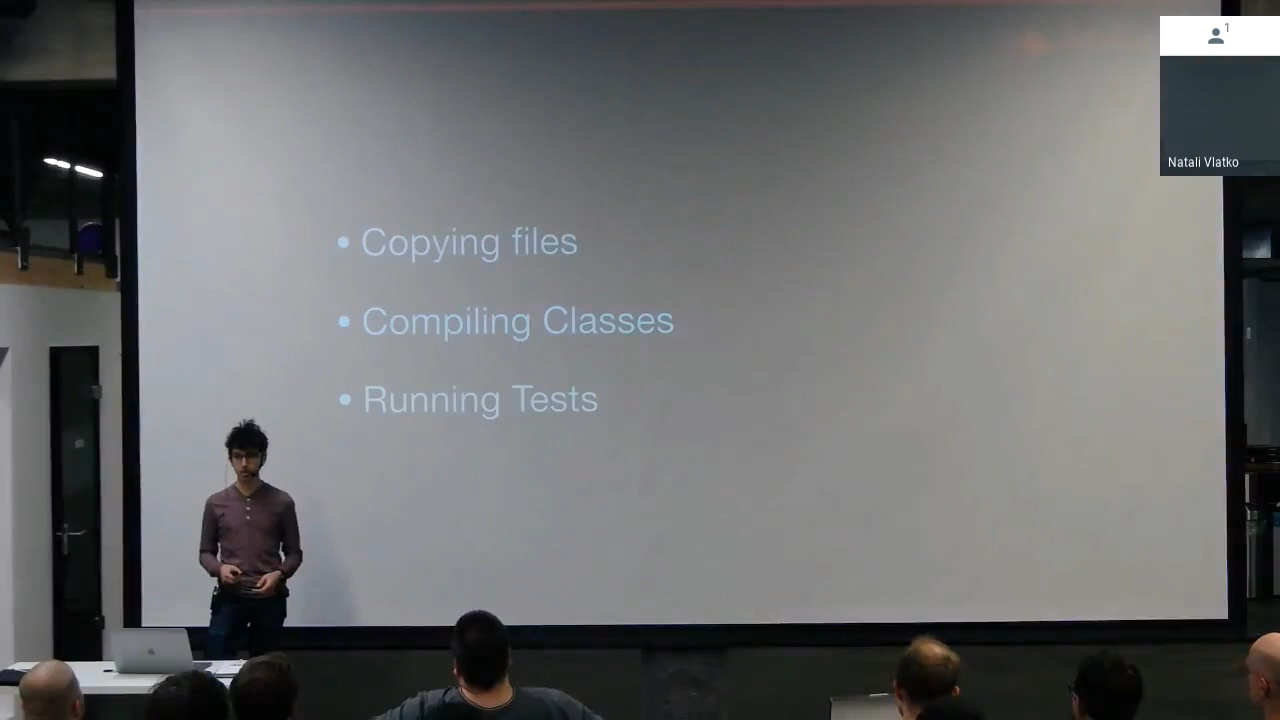 • Copying files
• Compiling Classes
• Running Tests
1
Natali Vlatko